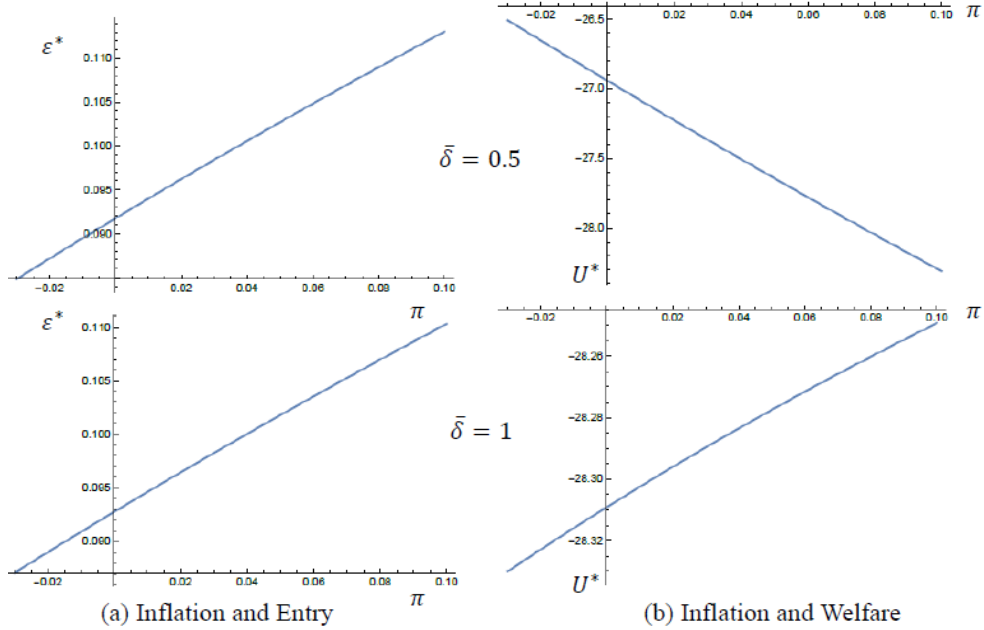 ε*
0.110
0.105
0.100
0.095
0.090
−0.02 0.02 0.04 0.06 0.08 0.10
π
δ̄ = 0.5
−0.02 0.02 0.04 0.06 0.08 0.10
π
−26.5
−27.0
−27.5
−28.0
U*
ε*
0.110
0.105
0.100
0.065
0.060
−0.02 0.02 0.04 0.06 0.08 0.10
π
δ̄ = 1
−0.02 0.02 0.04 0.06 0.08 0.10
π
−28.26
−28.28
−28.30
−28.32
U*
(a) Inflation and Entry
(b) Inflation and Welfare